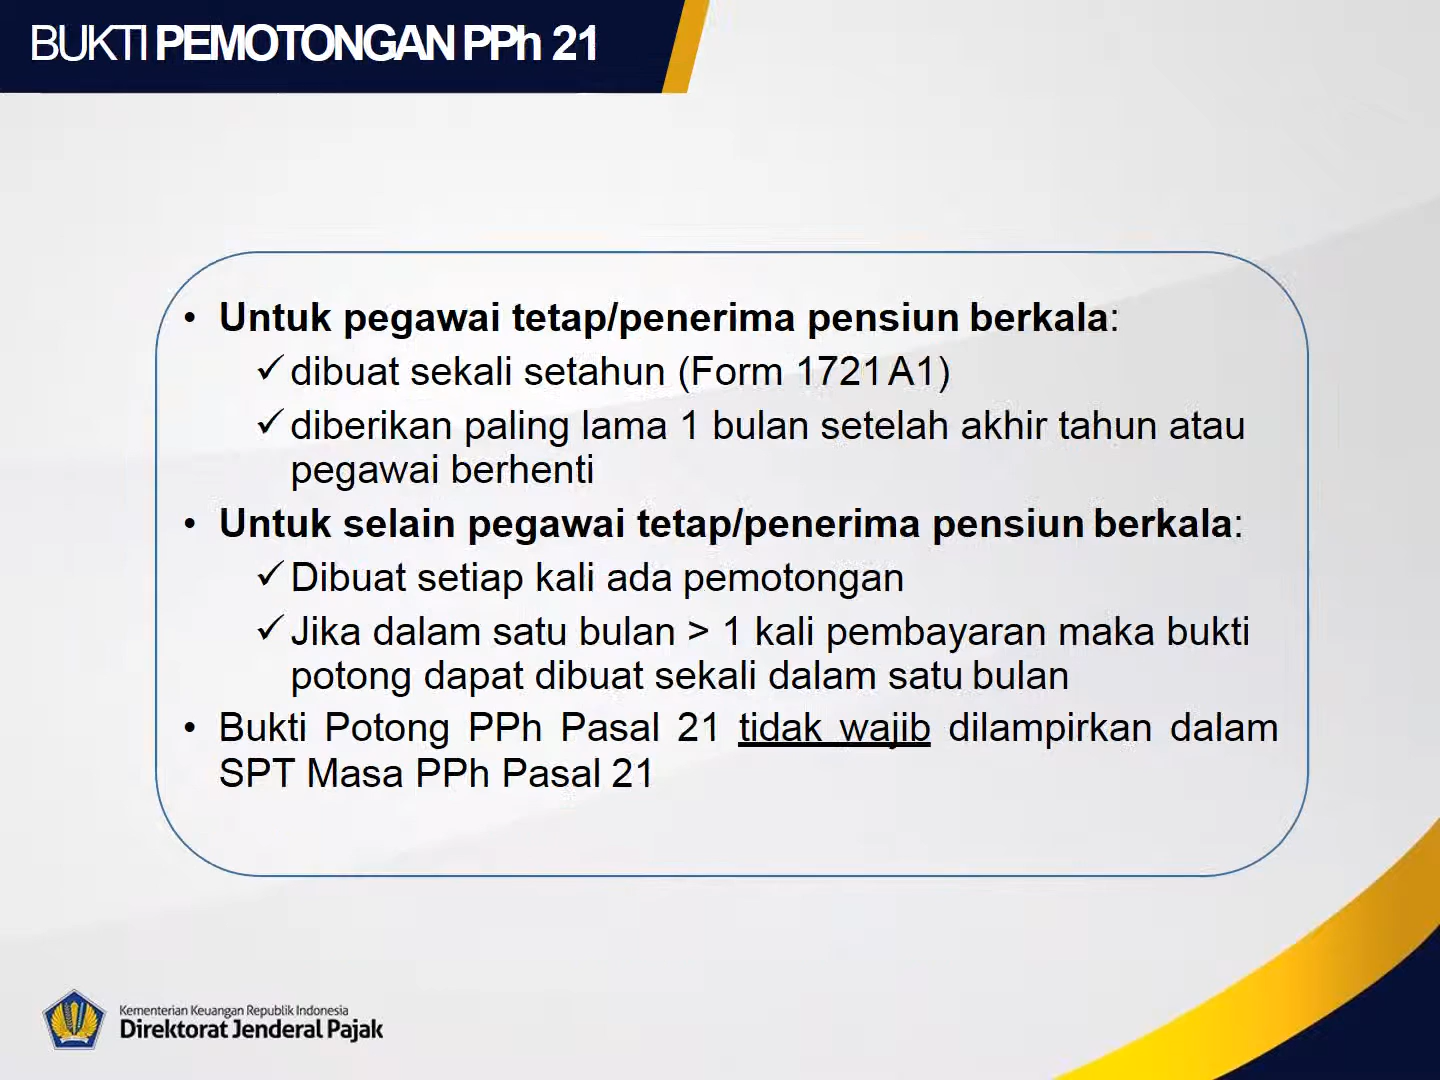 BUKTI PEMOTONGAN PPh 21
• Untuk pegawai tetap/penerima pensiun berkala:
✓ dibuat sekali setahun (Form 1721 A1)
✓ diberikan paling lama 1 bulan setelah akhir tahun atau
pegawai berhenti
• Untuk selain pegawai tetap/penerima pensiun berkala:
✓ Dibuat setiap kali ada pemotongan
✓ Jika dalam satu bulan > 1 kali pembayaran maka bukti
potong dapat dibuat sekali dalam satu bulan
• Bukti Potong PPh Pasal 21 tidak wajib dilampirkan dalam
SPT Masa PPh Pasal 21
Kementerian Keuangan Republik Indonesia
Direktorat Jenderal Pajak